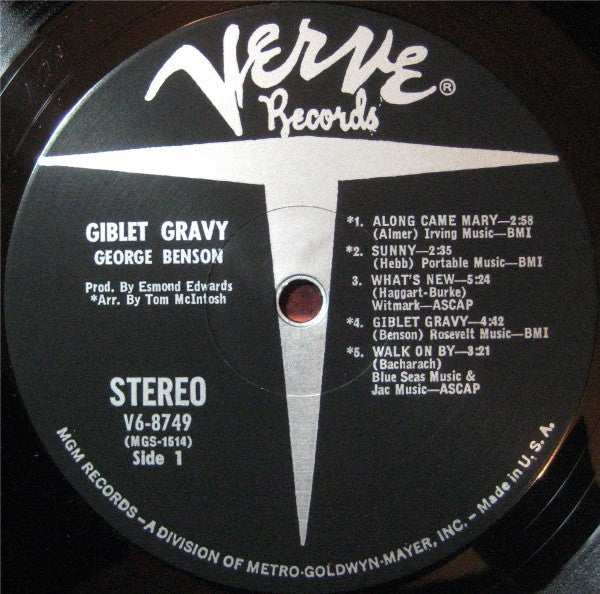 VERVE ®
Records
GIBLET GRAVY
GEORGE BENSON
Prod. By Esmond Edwards
*Arr. By Tom McIntosh
STEREO
V6-8749
(MGS-1514)
Side 1
*1. ALONG CAME MARY—2:58
(Almer) Irving Music—BMI
*2. SUNNY—2:35
(Hebb) Portable Music—BMI
3. WHAT'S NEW—5:24
(Haggart-Burke)
Witmark—ASCAP
*4. GIBLET GRAVY—4:42
(Benson) Rosevelt Music—BMI
*5. WALK ON BY—3:21
(Bacharach)
Blue Seas Music &
Jac Music—ASCAP
MGM RECORDS—A DIVISION OF METRO-GOLDWYN-MAYER, INC. – Made in U. S. A.